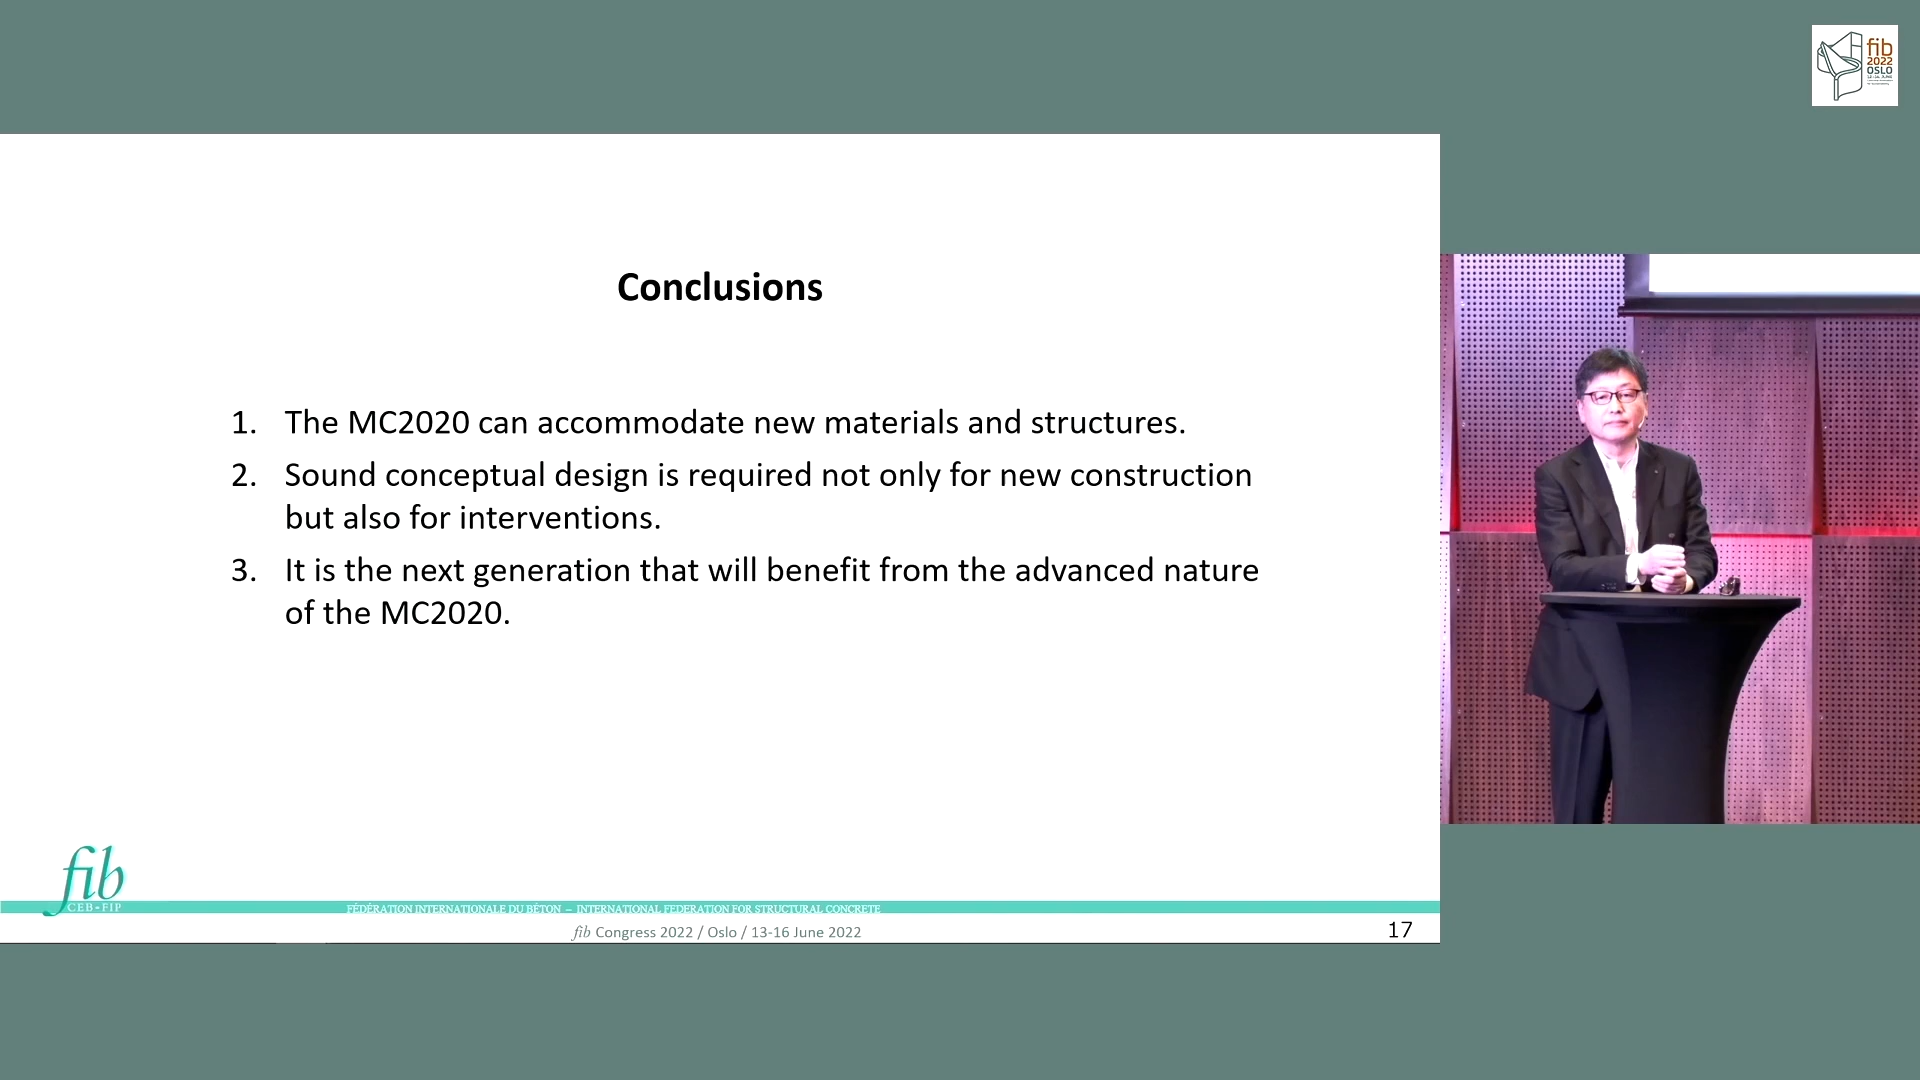 fib
2022
OSLO
Conclusions
1. The MC2020 can accommodate new materials and structures.
2. Sound conceptual design is required not only for new construction
but also for interventions.
3. It is the next generation that will benefit from the advanced nature
of the MC2020.
fib
CEB-FIP
FÉDÉRATION INTERNATIONALE DU BÉTON – INTERNATIONAL FEDERATION FOR STRUCTURAL CONCRETE
fib Congress 2022 / Oslo / 13-16 June 2022
17